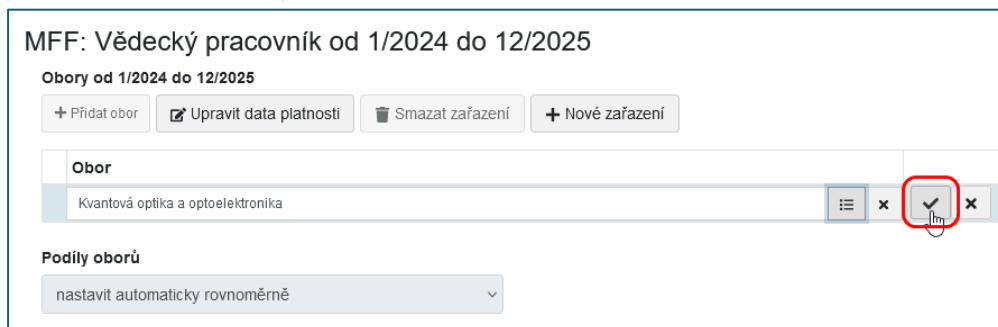 MFF: Vědecký pracovník od 1/2024 do 12/2025
Obory od 1/2024 do 12/2025
+ Přidat obor Upravit data platnosti Smazat zařazení + Nové zařazení
Obor
Kvantová optika a optoelektronika
Podíly oborů
nastavit automaticky rovnoměrně